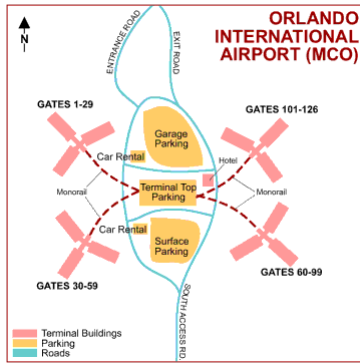 ORLANDO
INTERNATIONAL
AIRPORT (MCO)
N
ENTRANCE ROAD
EXIT ROAD
GATES 1-29
GATES 101-126
Garage
Parking
Car Rental
Hotel
Monorail
Terminal Top
Parking
Monorail
Car Rental
Surface
Parking
GATES 30-59
GATES 60-99
SOUTH ACCESS RD.
Terminal Buildings
Parking
Roads